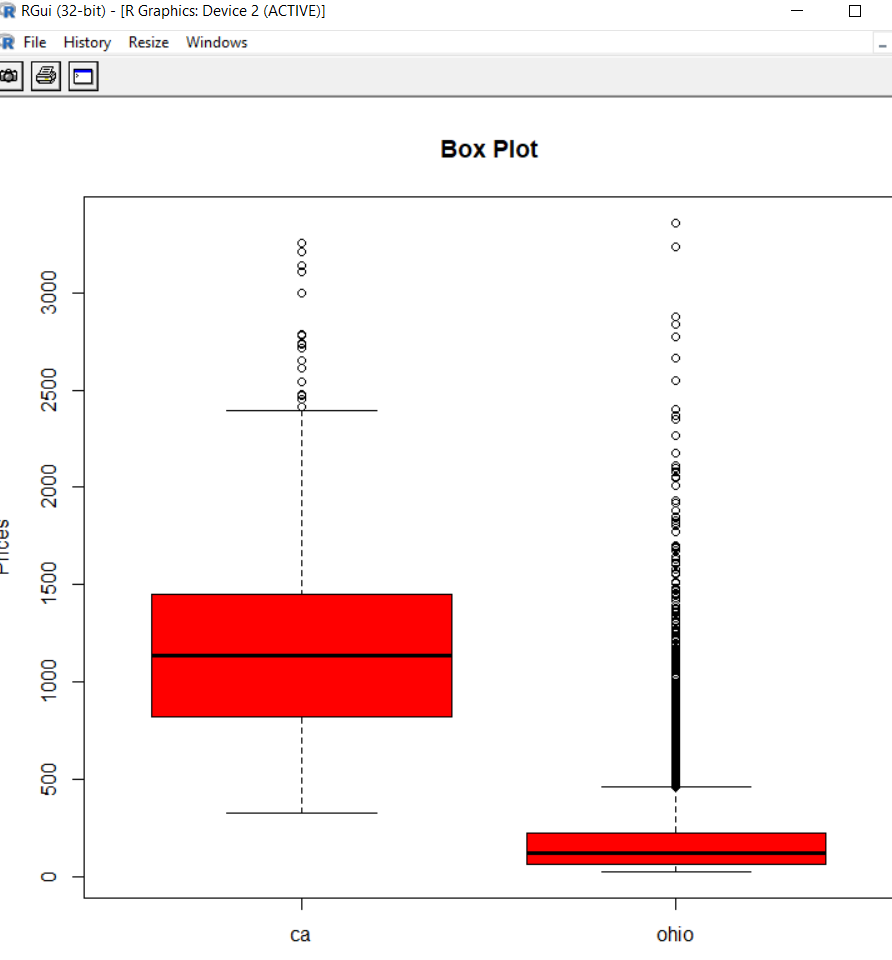 RGui (32-bit) - [R Graphics: Device 2 (ACTIVE)]
File History Resize Windows
Box Plot
3000
2500
2000
1500
1000
500
0
Prices
ca ohio